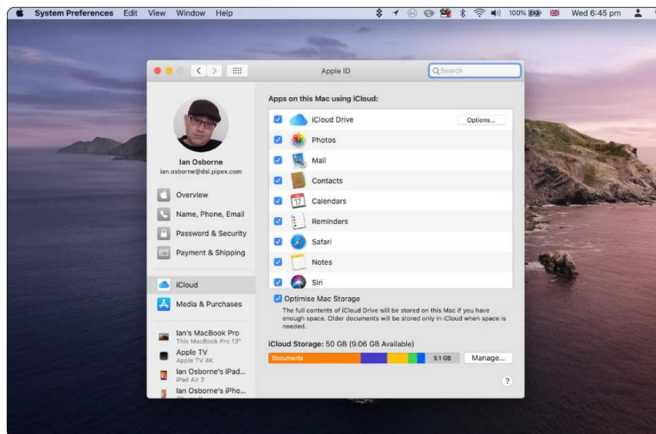 System Preferences Edit View Window Help 100% Wed 6:45 pm
Apple ID
Search
Ian Osborne
ian.osborne@dsl.pipex.com
Overview
Name, Phone, Email
Password & Security
Payment & Shipping
iCloud
Media & Purchases
Ian's MacBook Pro
This MacBook Pro 13"
Apple TV
Apple TV 4K
Ian Osborne's iPad...
iPad Air 2
Ian Osborne's iPho...
Apps on this Mac using iCloud:
iCloud Drive
Options...
Photos
Mail
Contacts
17
Calendars
Reminders
Safari
Notes
Siri
Optimise Mac Storage
The full contents of iCloud Drive will be stored on this Mac if you have
enough space. Older documents will be stored only in iCloud when space is
needed.
iCloud Storage: 50 GB (9.06 GB Available)
Documents
9.1 GB
Manage...
?